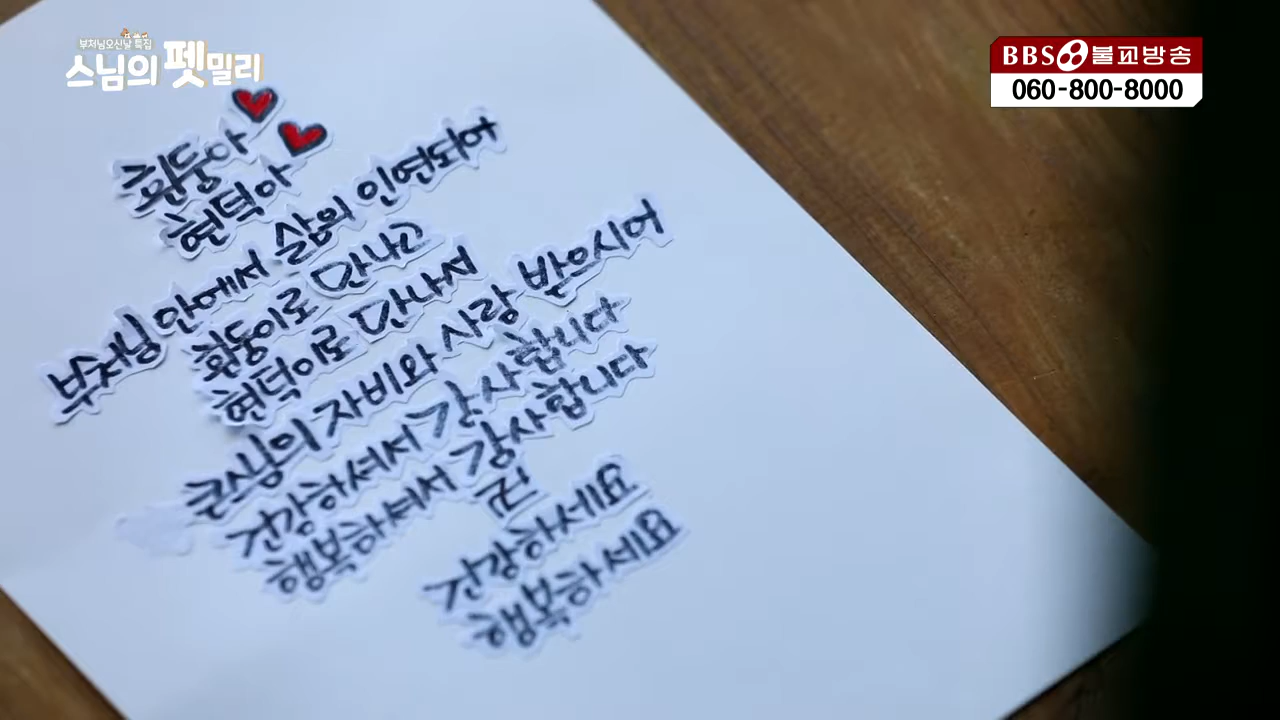 부처님오신날 특집
스님의 펫밀리
BBS 불교방송
060-800-8000
환둥아
현덕아
부처님 안에서 삶의 인연되어
환둥이로 만나고
현덕이로 만나서
큰스님의 자비와 사랑 받으시어
건강하셔서 감사합니다
행복하셔서 감사합니다
건강하세요
행복하세요